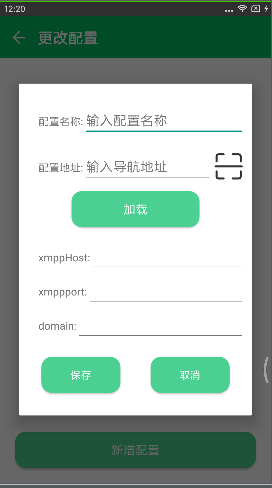 12:20
更改配置
配置名称: 输入配置名称
配置地址: 输入导航地址
加载
xmppHost:
xmppport:
domain:
保存 取消
新增配置